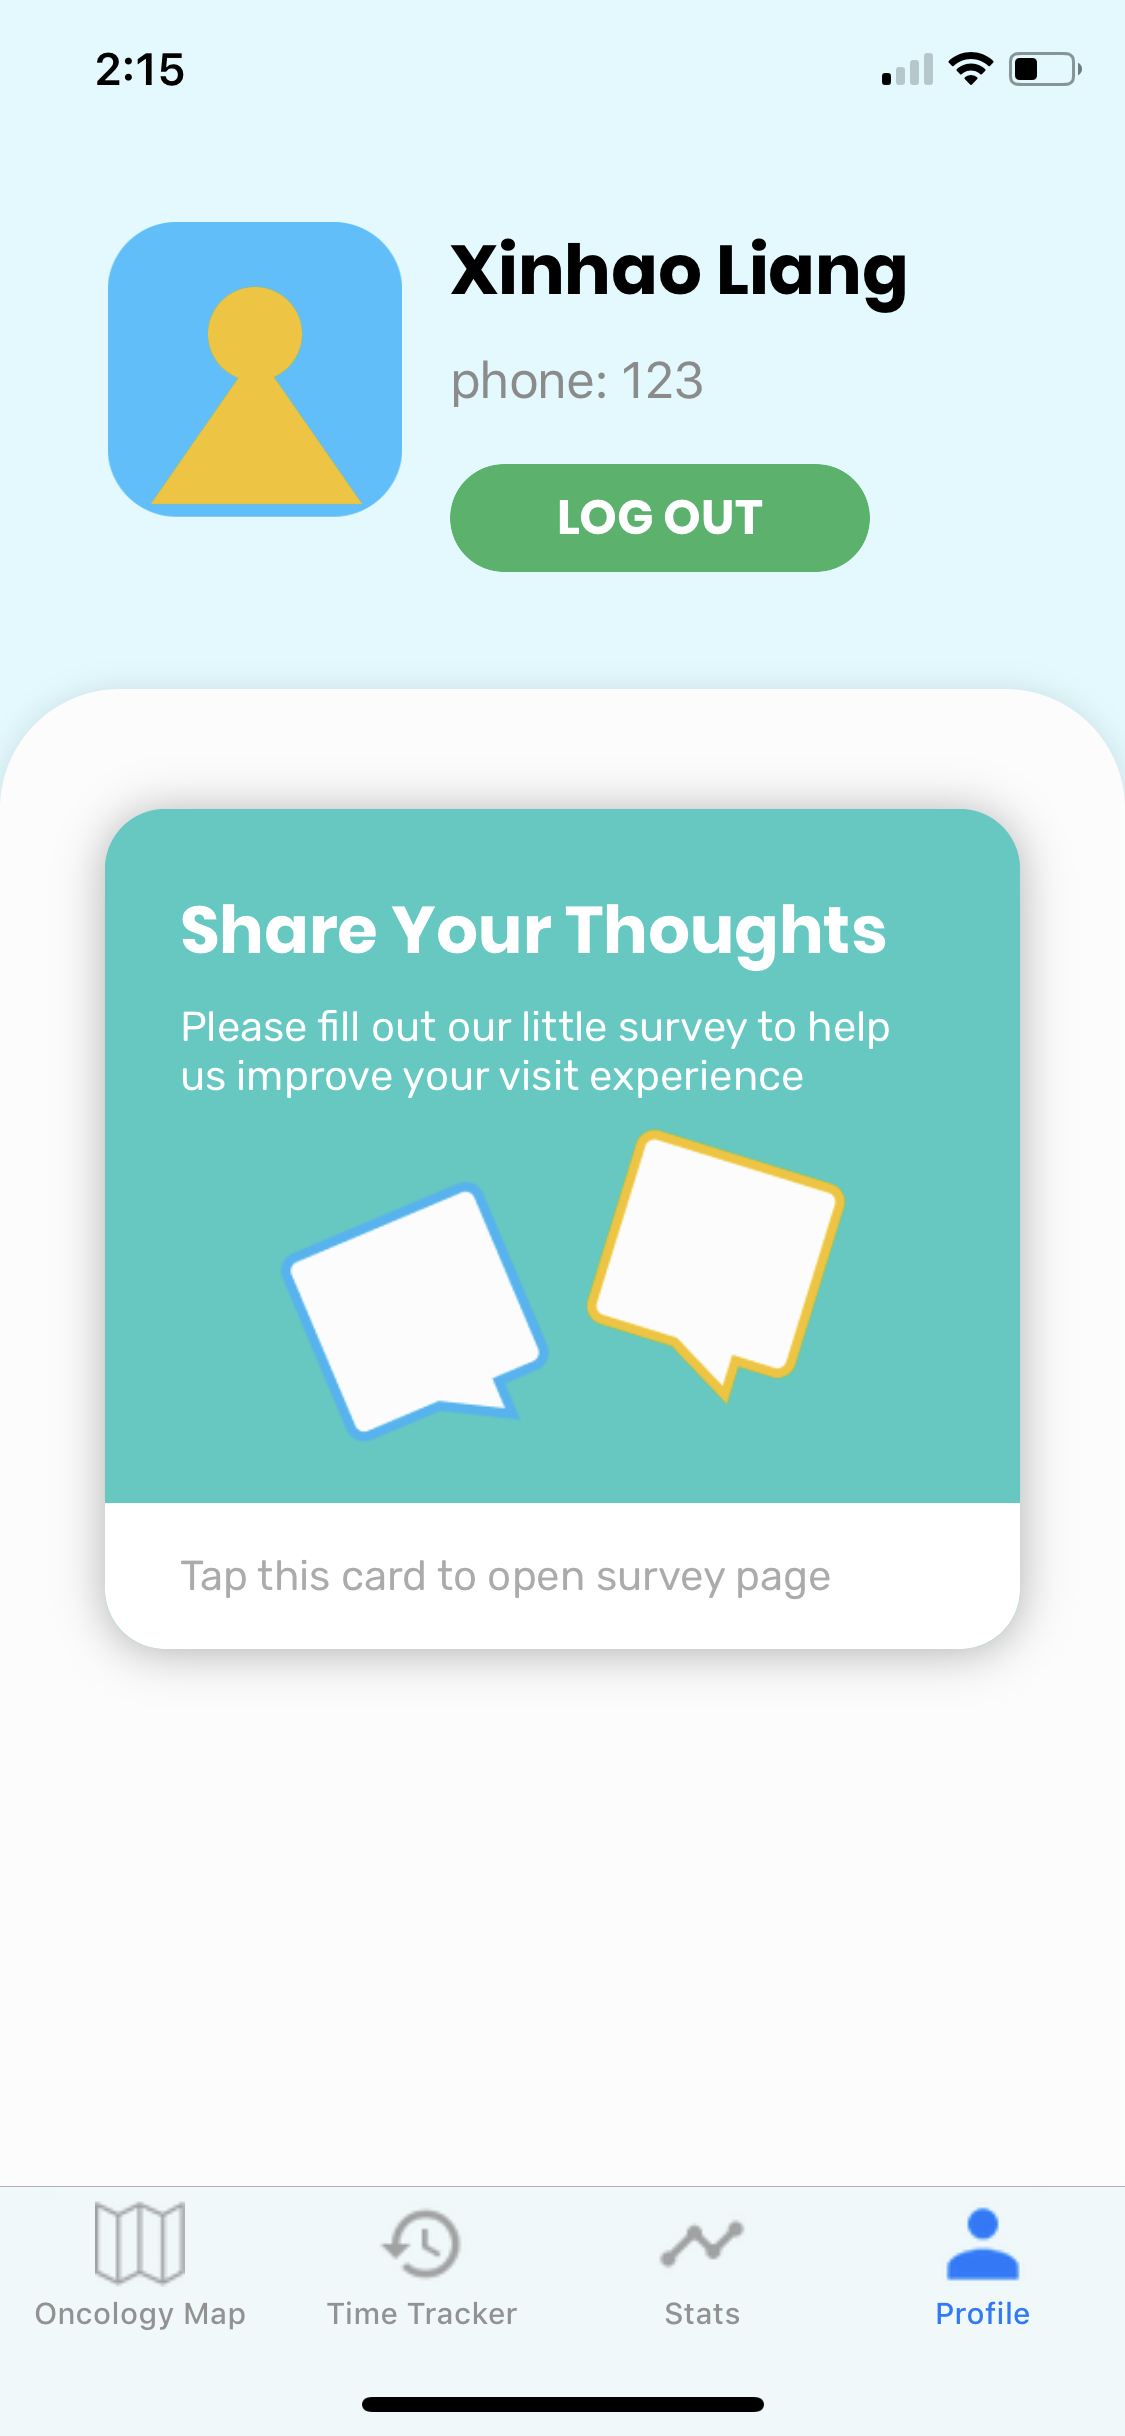 2:15
Xinhao Liang
phone: 123
LOG OUT
Share Your Thoughts
Please fill out our little survey to help
us improve your visit experience
Tap this card to open survey page
Oncology Map
Time Tracker
Stats
Profile